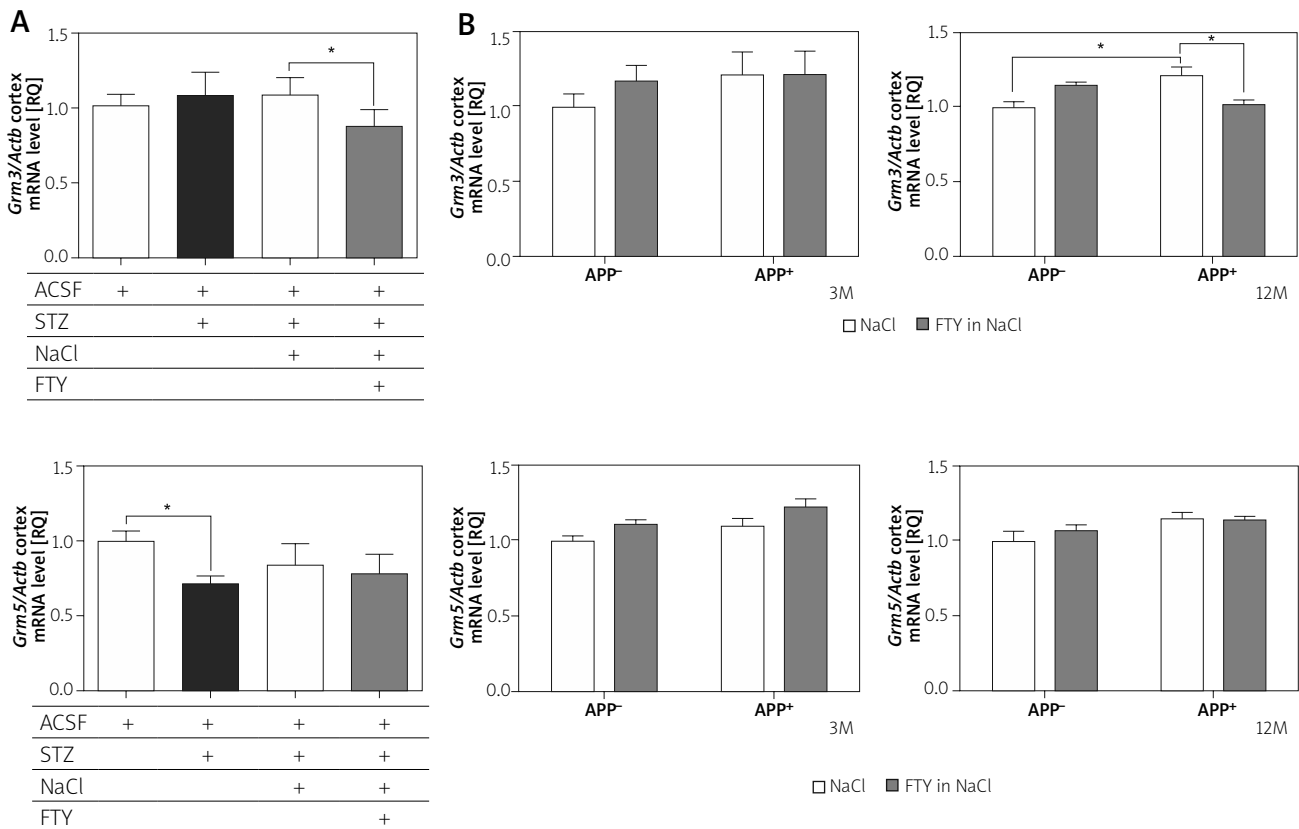 A
Grm3/Actb cortex
mRNA level [RQ]
1.5
1.0
0.5
0.0
*
ACSF + + + +
STZ + + +
NaCl + +
FTY +
B
Grm3/Actb cortex
mRNA level [RQ]
1.5
1.0
0.5
0.0
APP– APP+
3M
Grm3/Actb cortex
mRNA level [RQ]
1.5
1.0
0.5
0.0
* *
APP– APP+
12M
NaCl FTY in NaCl
Grm5/Actb cortex
mRNA level [RQ]
1.5
1.0
0.5
0.0
*
ACSF + + + +
STZ + + +
NaCl + +
FTY +
Grm5/Actb cortex
mRNA level [RQ]
1.5
1.0
0.5
0.0
APP– APP+
3M
Grm5/Actb cortex
mRNA level [RQ]
1.5
1.0
0.5
0.0
APP– APP+
12M
NaCl FTY in NaCl